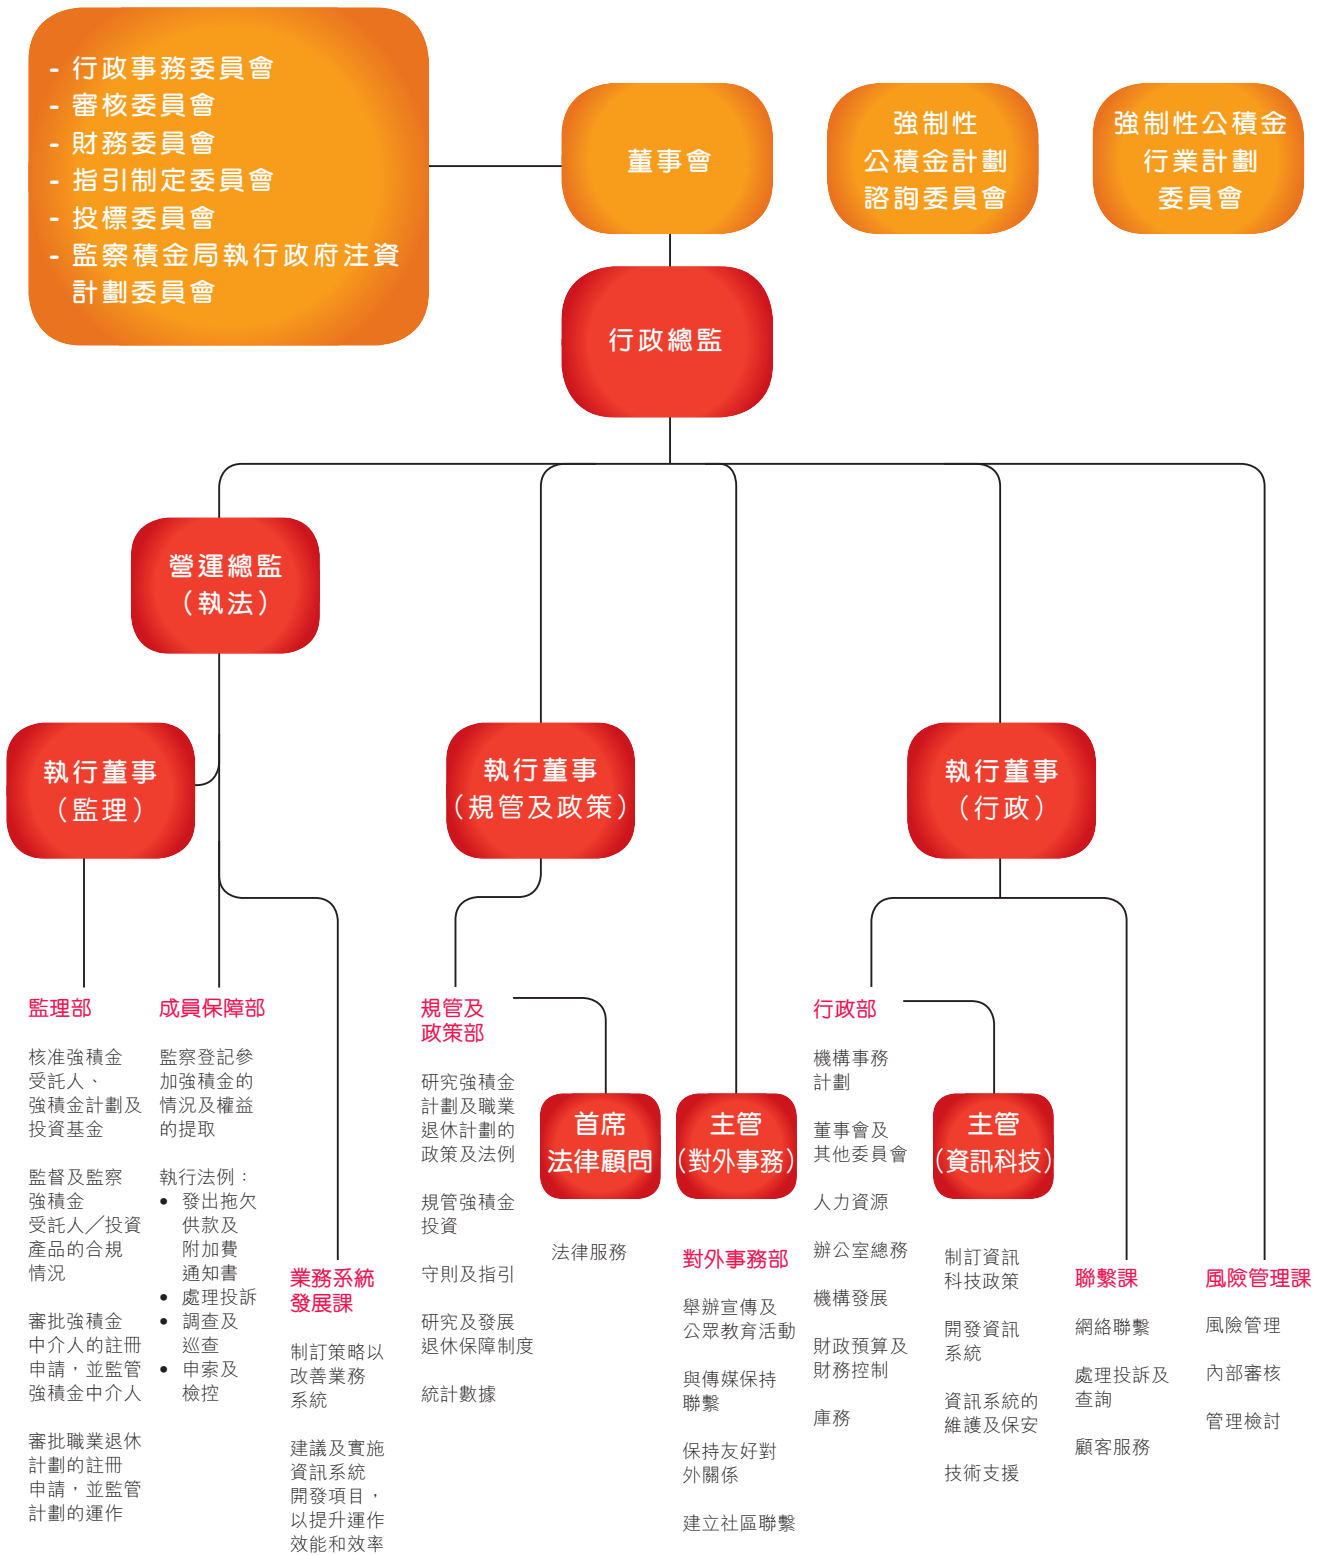 - 行政事務委員會
- 審核委員會
- 財務委員會
- 指引制定委員會
- 投標委員會
- 監察積金局執行政府注資
計劃委員會
董事會
強制性
公積金計劃
諮詢委員會
強制性公積金
行業計劃
委員會
行政總監
營運總監
（執法）
執行董事
（監理）
執行董事
（規管及政策）
執行董事
（行政）
監理部
核准強積金
受託人、
強積金計劃及
投資基金
監督及監察
強積金
受託人／投資
產品的合規
情況
審批強積金
中介人的註冊
申請，並監管
強積金中介人
審批職業退休
計劃的註冊
申請，並監管
計劃的運作
成員保障部
監察登記參
加強積金的
情況及權益
的提取
執行法例：
• 發出拖欠
供款及
附加費
通知書
• 處理投訴
• 調查及
巡查
• 申索及
檢控
業務系統
發展課
制訂策略以
改善業務
系統
建議及實施
資訊系統
開發項目，
以提升運作
效能和效率
規管及
政策部
研究強積金
計劃及職業
退休計劃的
政策及法例
規管強積金
投資
守則及指引
研究及發展
退休保障制度
統計數據
首席
法律顧問
法律服務
主管
（對外事務）
對外事務部
舉辦宣傳及
公眾教育活動
與傳媒保持
聯繫
保持友好對
外關係
建立社區聯繫
行政部
機構事務
計劃
董事會及
其他委員會
人力資源
辦公室總務
機構發展
財政預算及
財務控制
庫務
主管
（資訊科技）
制訂資訊
科技政策
開發資訊
系統
資訊系統的
維護及保安
技術支援
聯繫課
網絡聯繫
處理投訴及
查詢
顧客服務
風險管理課
風險管理
內部審核
管理檢討